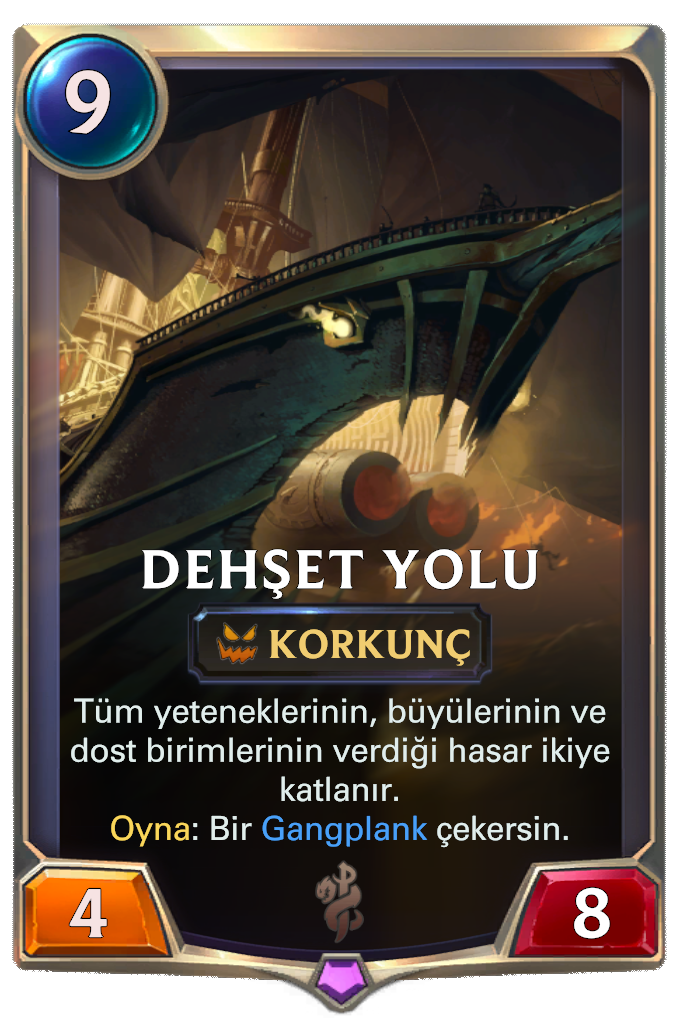 9
DEHŞET YOLU
KORKUNÇ
Tüm yeteneklerinin, büyülerinin ve
dost birimlerinin verdiği hasar ikiye
katlanır.
Oyna: Bir Gangplank çekersin.
4
8